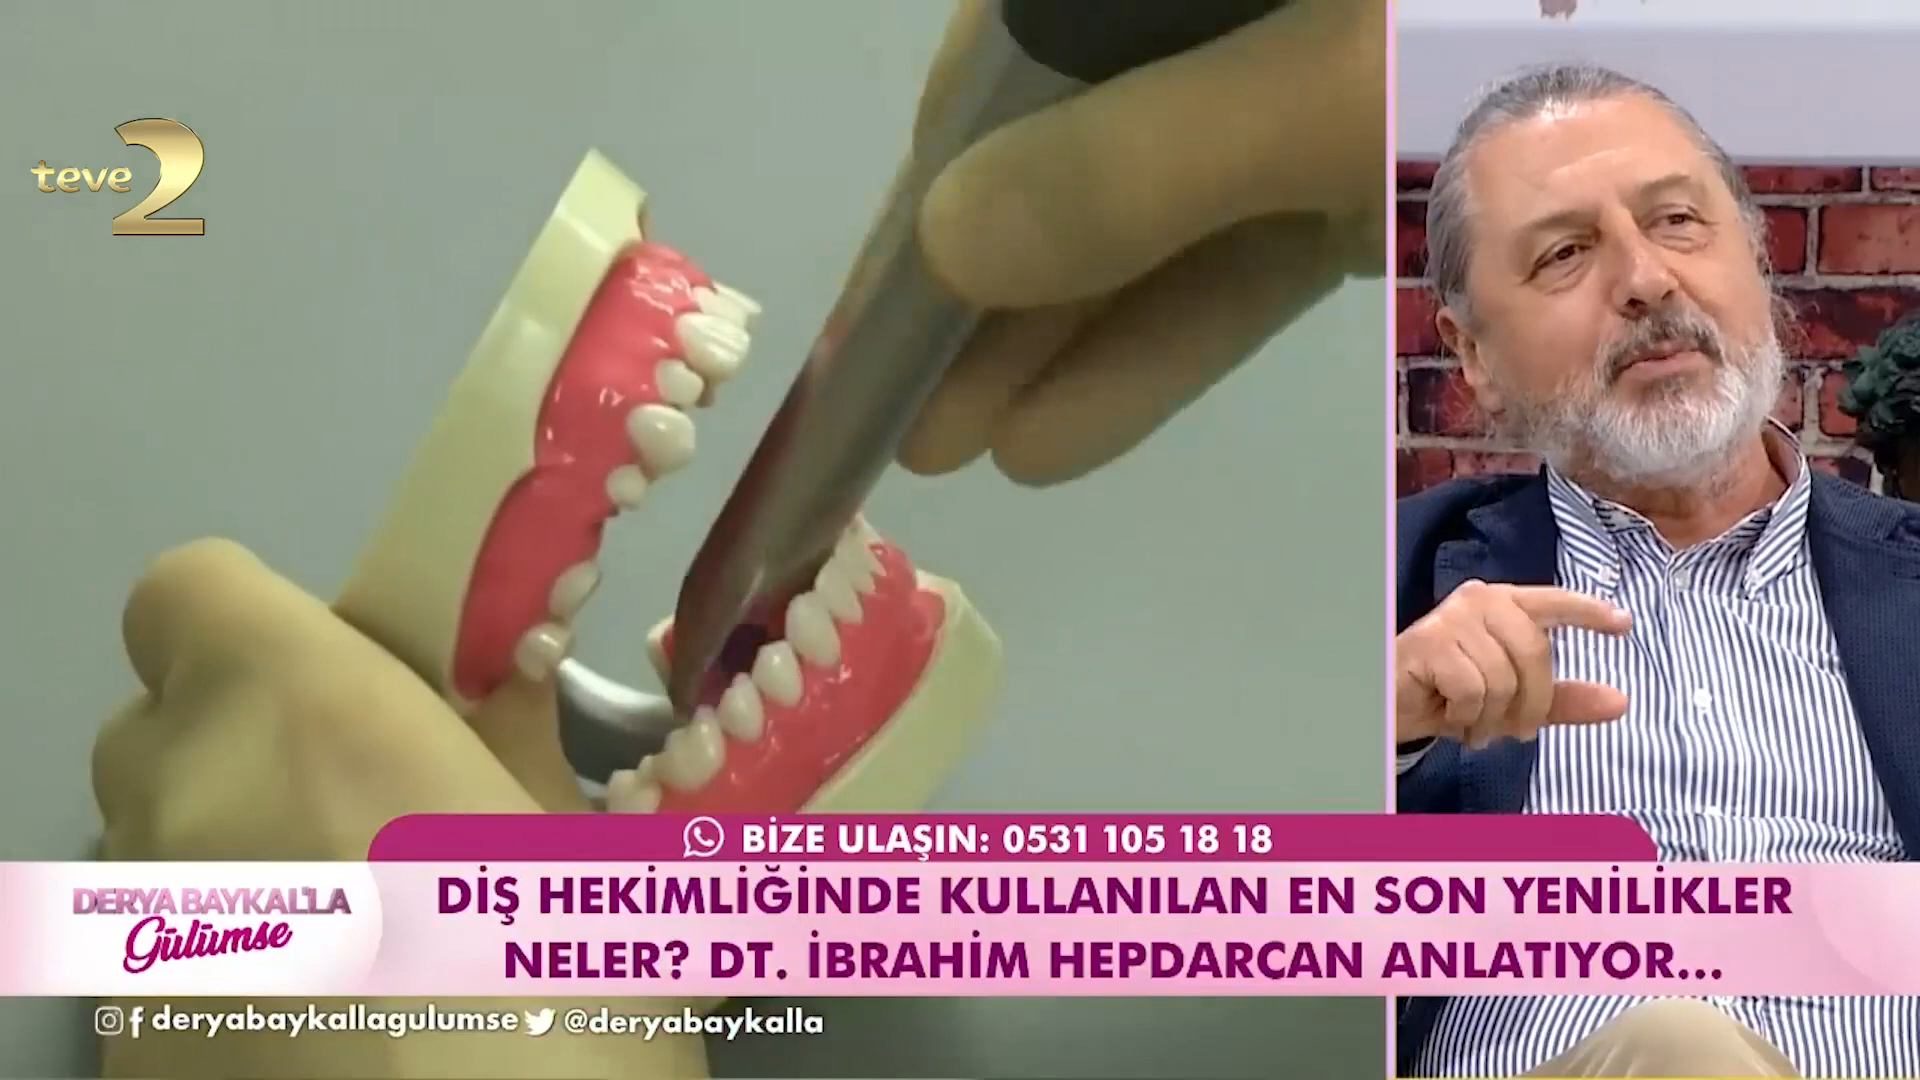 teve2
BİZE ULAŞIN: 0531 105 18 18
DERYA BAYKAL'LA
Gülümse
DİŞ HEKİMLİĞİNDE KULLANILAN EN SON YENİLİKLER
NELER? DT. İBRAHİM HEPDARCAN ANLATIYOR...
deryabaykallagulumse @deryabaykalla